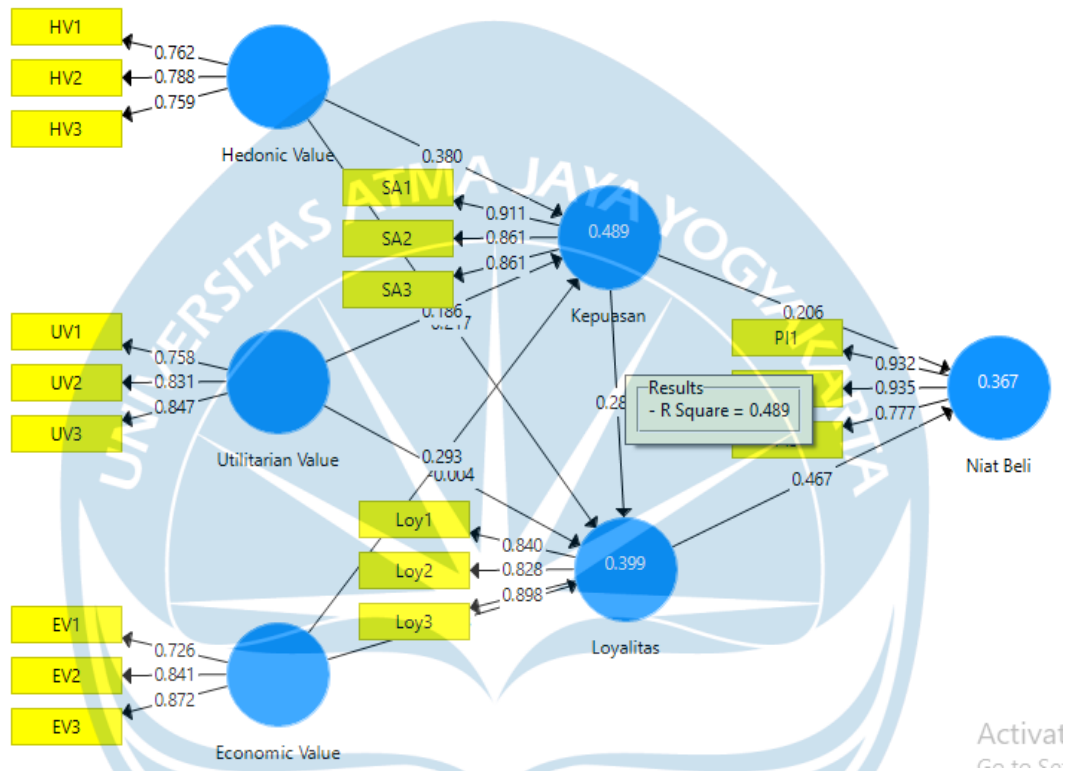 HV1
0.762
HV2
0.788
HV3
0.759
Hedonic Value
0.380
SA1
0.911
SA2
0.861
SA3
0.861
0.489
Kepuasan
UNIVERSITAS ATMA JAYA YOGYAKARTA
0.186
0.206
UV1
0.758
UV2
0.831
UV3
0.847
Utilitarian Value
PI1
0.932
0.935
0.777
0.367
Niat Beli
Results
- R Square = 0.489
0.293
0.467
Loy1
0.840
Loy2
0.828
Loy3
0.898
0.399
Loyalitas
EV1
0.726
EV2
0.841
EV3
0.872
Economic Value